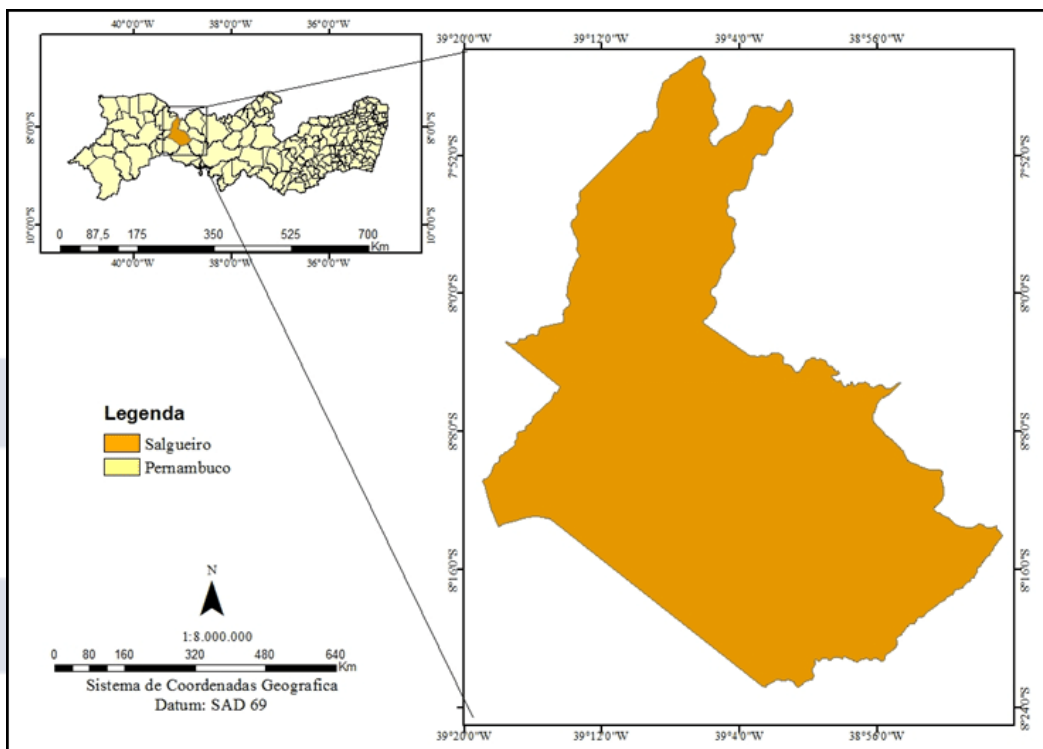 40°0'0"W 38°0'0"W 36°0'0"W
8°0'0"S 8°0'0"S
10°0'0"S 10°0'0"S
0 87,5 175 350 525 700
Km
40°0'0"W 38°0'0"W 36°0'0"W
Legenda
Salgueiro
Pernambuco
N
1:8.000.000
0 80 160 320 480 640
Km
Sistema de Coordenadas Geografica
Datum: SAD 69
39°20'0"W 39°12'0"W 39°4'0"W 38°56'0"W
7°52'0"S 7°52'0"S
8°0'0"S 8°0'0"S
8°8'0"S 8°8'0"S
8°16'0"S 8°16'0"S
8°24'0"S 8°24'0"S
39°20'0"W 39°12'0"W 39°4'0"W 38°56'0"W